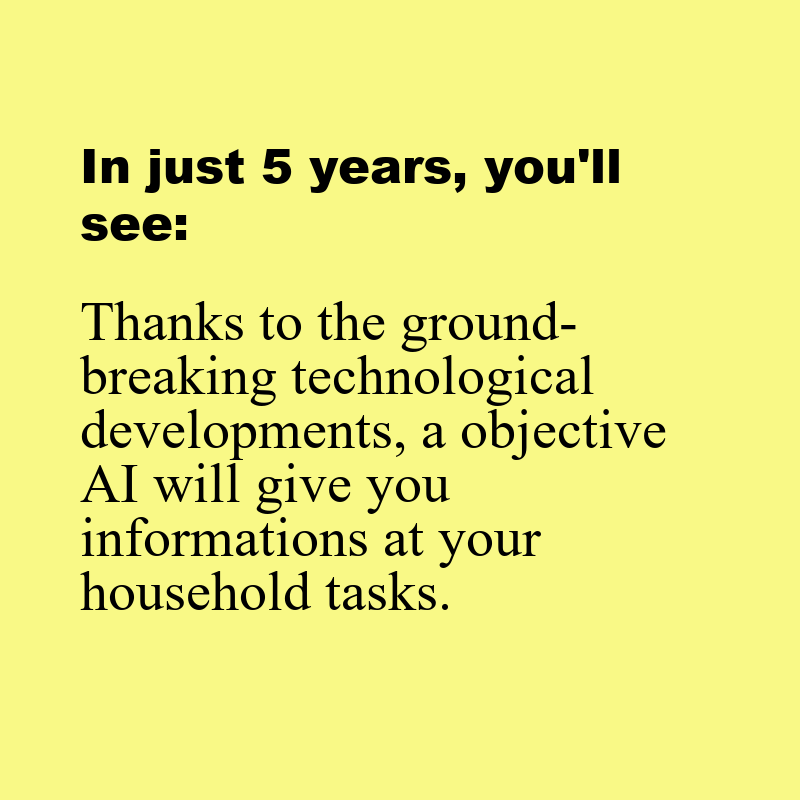 In just 5 years, you'll
see:
Thanks to the ground-
breaking technological
developments, a objective
AI will give you
informations at your
household tasks.